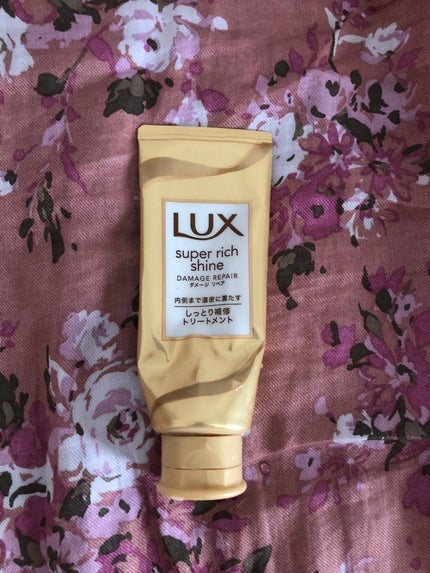 LUX
super rich
shine
DAMAGE REPAIR
ダメージ リペア
内側まで濃密に満たす
しっとり補修
トリートメント